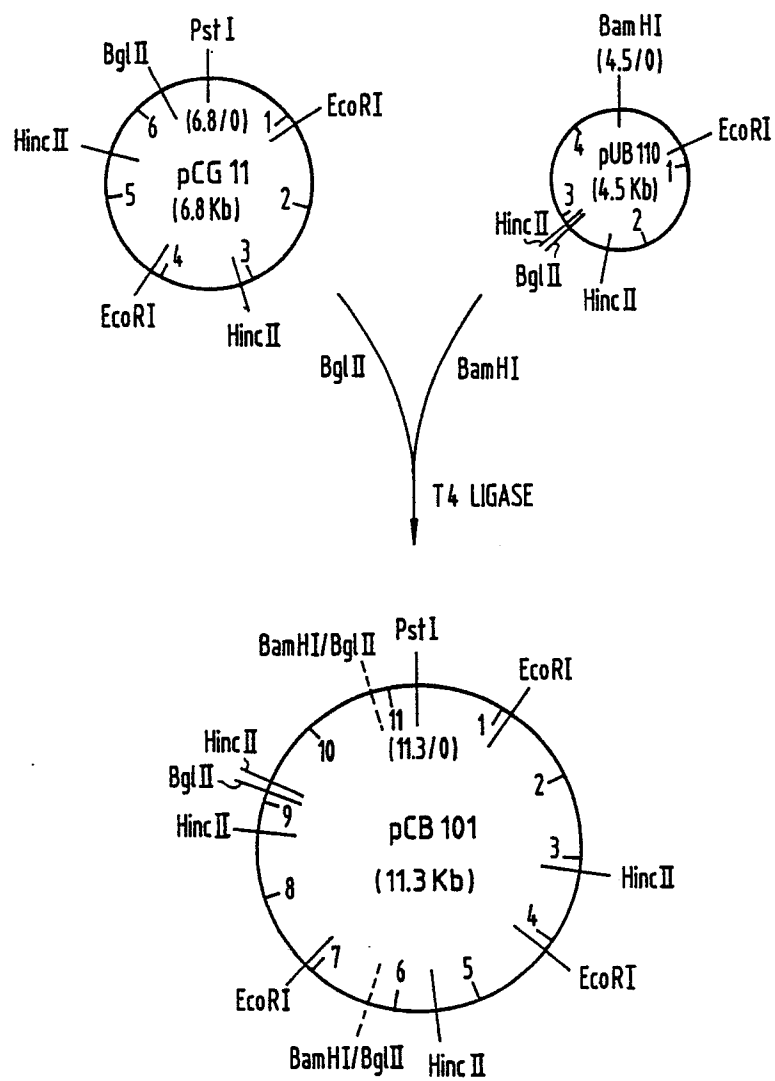 Pst I
Bgl II
EcoRI
(6.8/0)
1
6
Hinc II
pCG 11
(6.8 Kb)
5
2
4
3
EcoRI
Hinc II
BamHI
(4.5/0)
EcoRI
4
pUB 110
1
(4.5 Kb)
3
2
Hinc II
Bgl II
Hinc II
Bgl II
BamHI
T4 LIGASE
Pst I
BamHI/Bgl II
EcoRI
11
1
(11.3/0)
10
2
Hinc II
Bgl II
9
Hinc II
pCB 101
3
(11.3 Kb)
Hinc II
8
4
7
6
5
EcoRI
EcoRI
BamHI/Bgl II
Hinc II